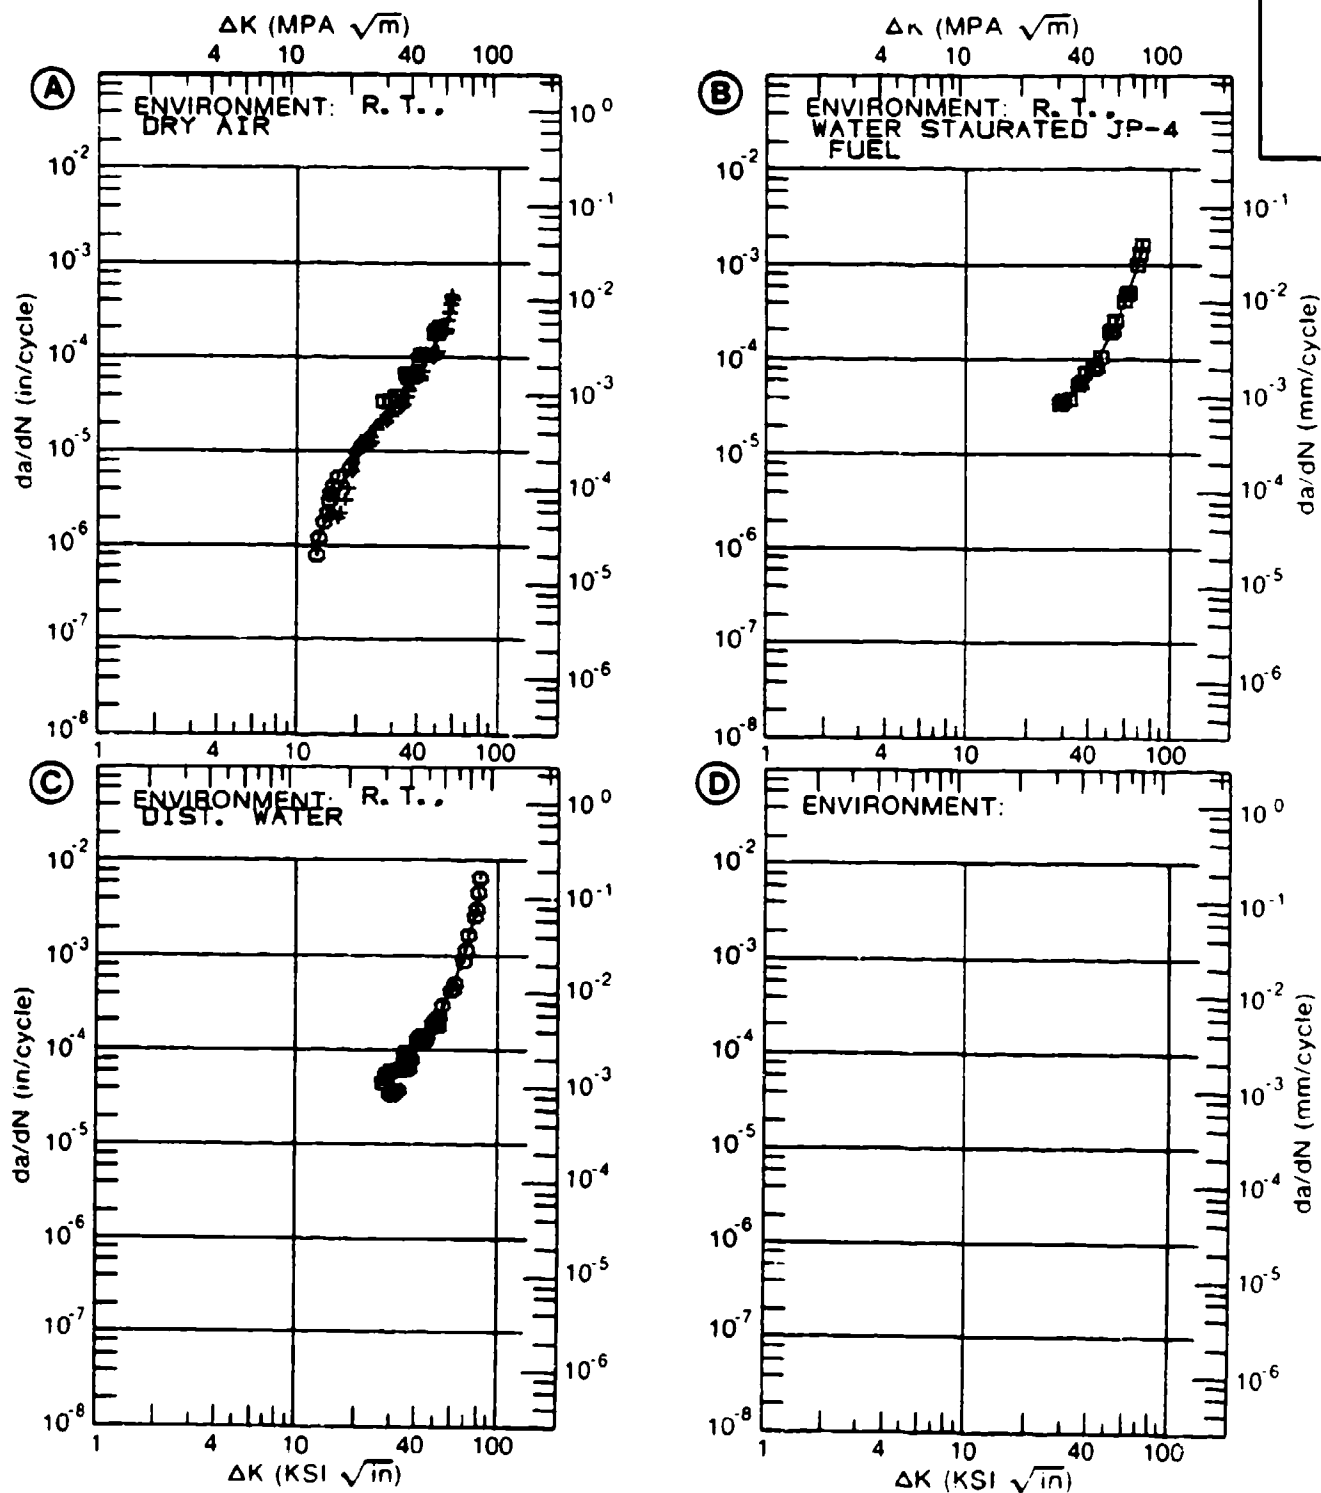 ΔK (MPA √m)
4 10 40 100
A
ENVIRONMENT: R.T.,
DRY AIR
10⁰
10⁻¹
10⁻²
10⁻³
10⁻⁴
10⁻⁵
10⁻⁶
10⁻²
10⁻³
10⁻⁴
10⁻⁵
10⁻⁶
10⁻⁷
10⁻⁸
da/dN (in/cycle)
1 4 10 40 100
ΔK (MPA √m)
4 10 40 100
B
ENVIRONMENT: R.T.,
WATER STAURATED JP-4
FUEL
10⁻²
10⁻³
10⁻⁴
10⁻⁵
10⁻⁶
10⁻⁷
10⁻⁸
10⁻¹
10⁻²
10⁻³
10⁻⁴
10⁻⁵
10⁻⁶
da/dN (mm/cycle)
1 4 10 40 100
C
ENVIRONMENT: R.T.,
DIST. WATER
10⁻²
10⁻³
10⁻⁴
10⁻⁵
10⁻⁶
10⁻⁷
10⁻⁸
da/dN (in/cycle)
10⁰
10⁻¹
10⁻²
10⁻³
10⁻⁴
10⁻⁵
10⁻⁶
1 4 10 40 100
ΔK (KSI √in)
D
ENVIRONMENT:
10⁻²
10⁻³
10⁻⁴
10⁻⁵
10⁻⁶
10⁻⁷
10⁻⁸
10⁰
10⁻¹
10⁻²
10⁻³
10⁻⁴
10⁻⁵
10⁻⁶
da/dN (mm/cycle)
1 4 10 40 100
ΔK (KSI √in)